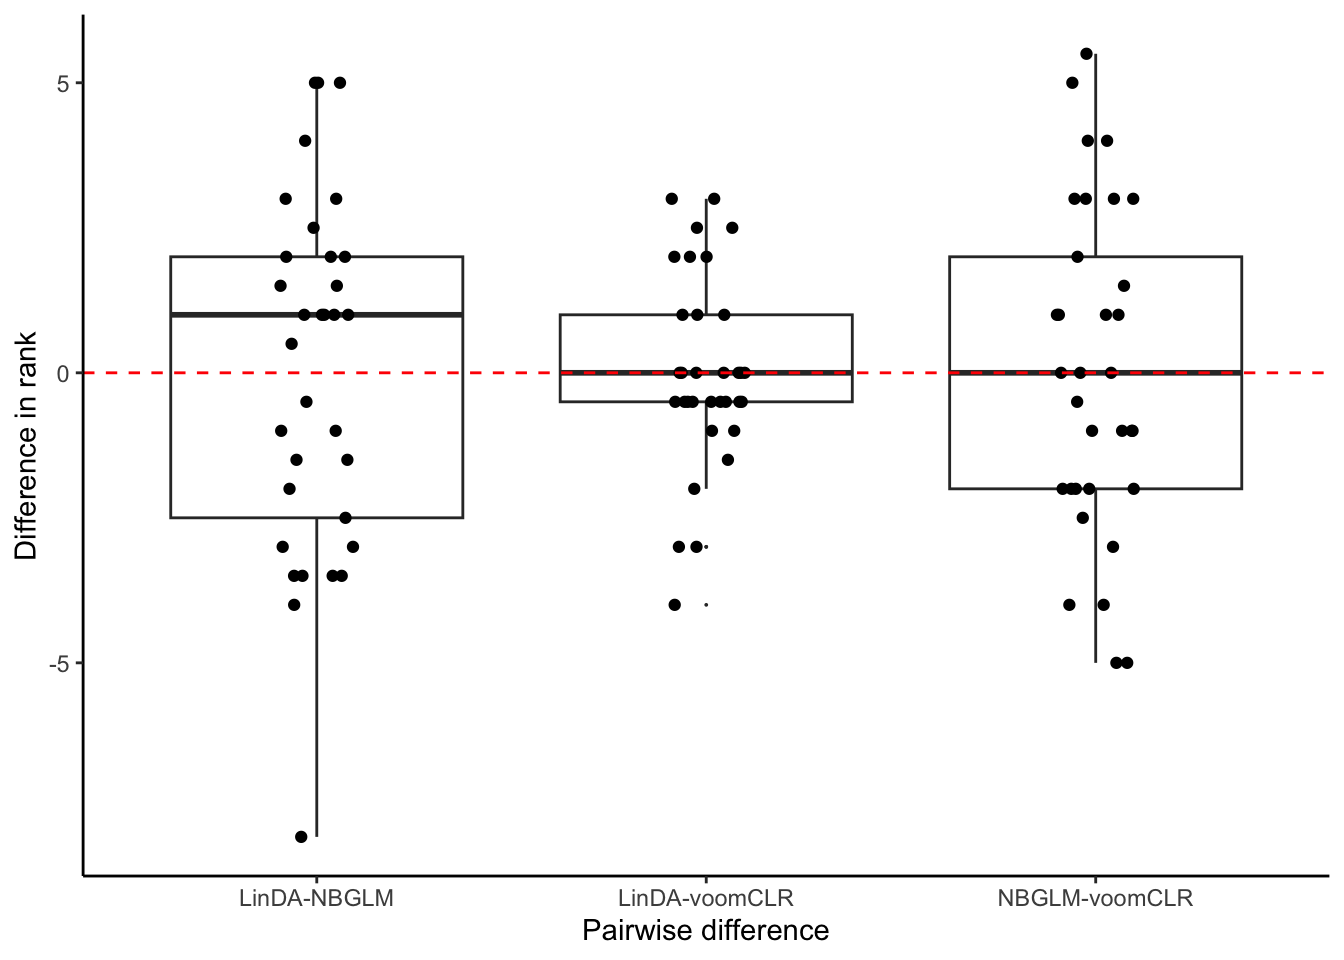 Difference in rank
5
0
-5
LinDA-NBGLM
LinDA-voomCLR
NBGLM-voomCLR
Pairwise difference